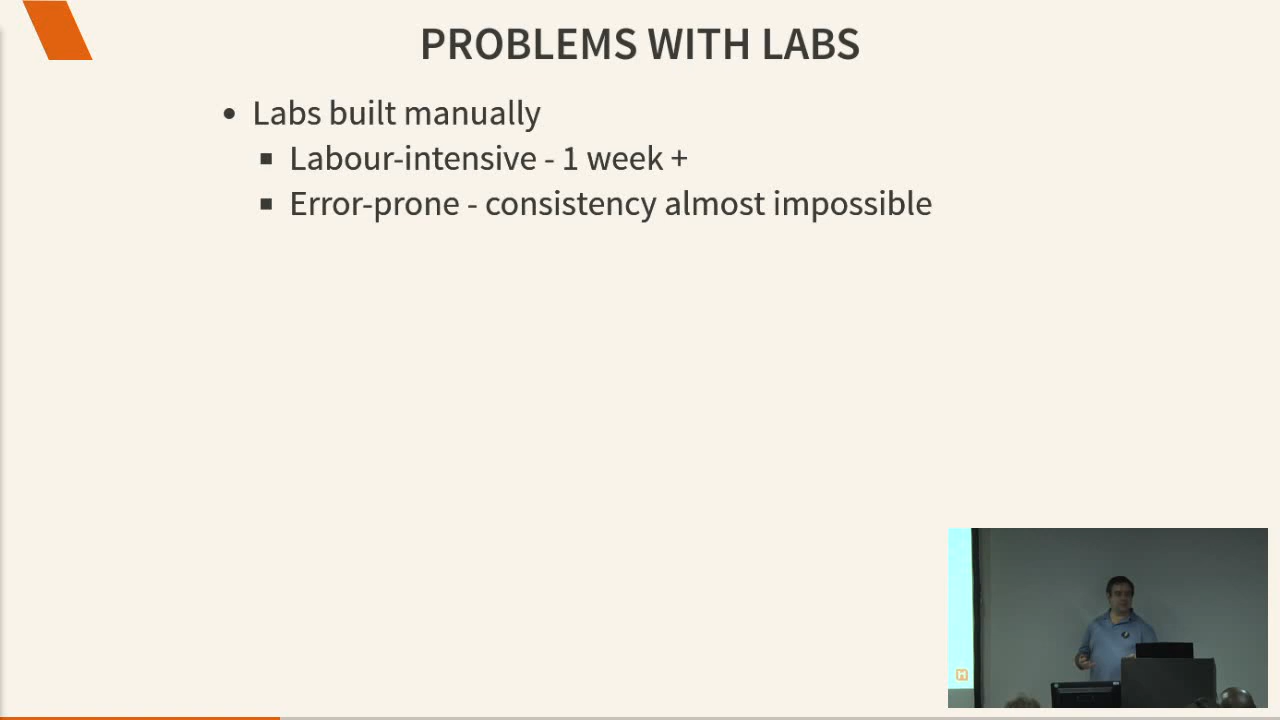 PROBLEMS WITH LABS
• Labs built manually
▪ Labour-intensive - 1 week +
▪ Error-prone - consistency almost impossible